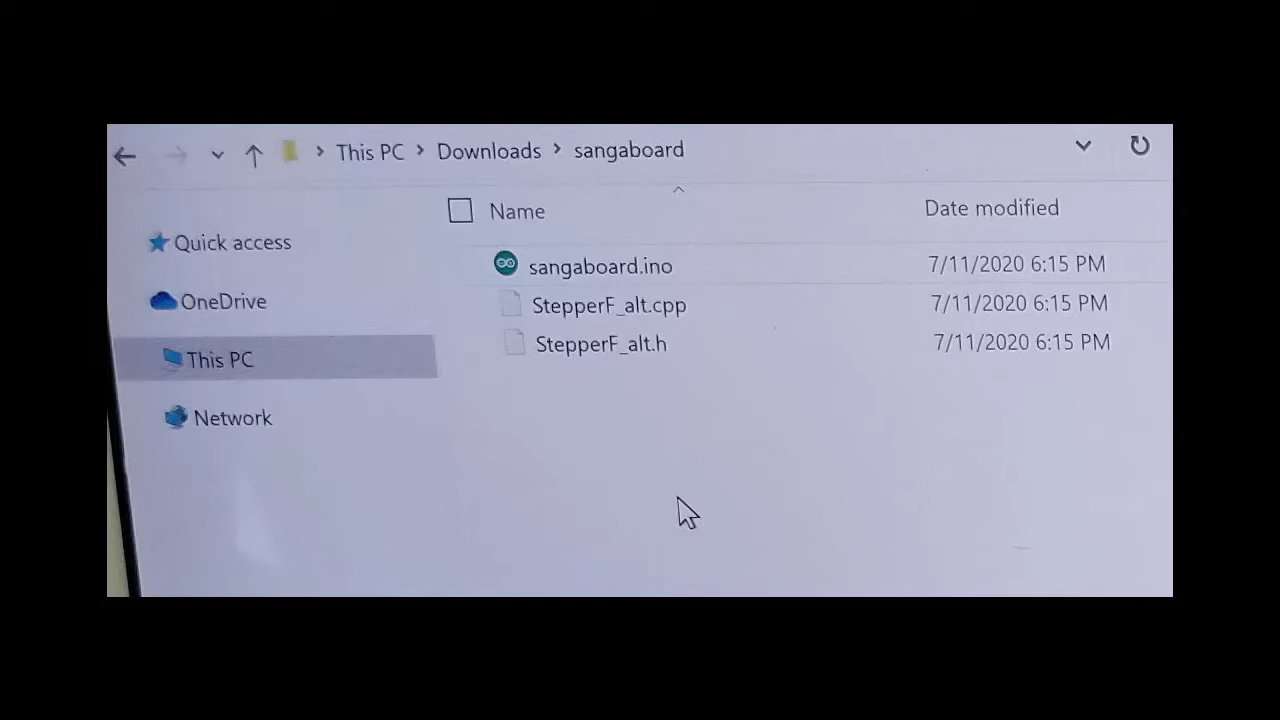 This PC > Downloads > sangaboard
Name Date modified
Quick access
sangaboard.ino 7/11/2020 6:15 PM
OneDrive
StepperF_alt.cpp 7/11/2020 6:15 PM
StepperF_alt.h 7/11/2020 6:15 PM
This PC
Network